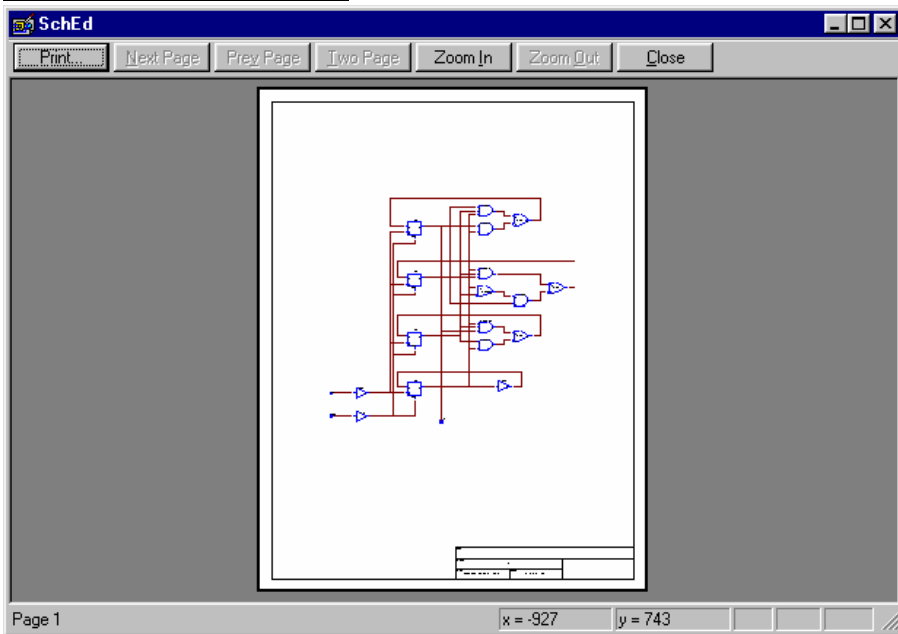 SchEd
Print... Next Page Prev Page Two Page Zoom In Zoom Out Close
Page 1 x = -927 y = 743